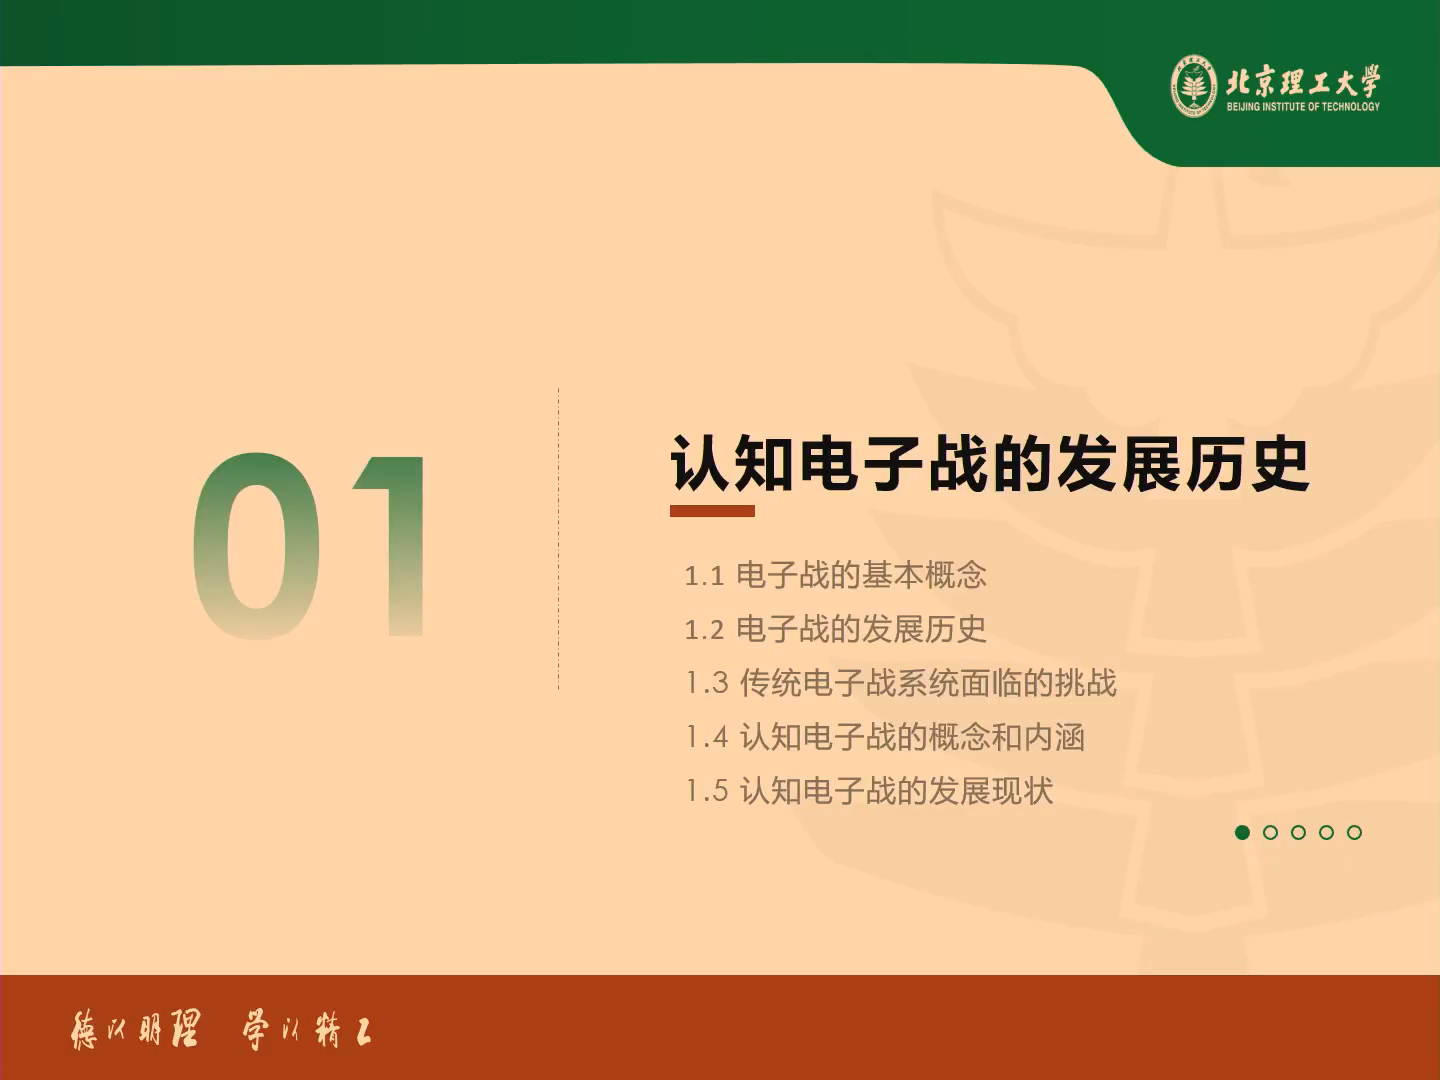 北京理工大学
BEIJING INSTITUTE OF TECHNOLOGY
01
认知电子战的发展历史
1.1 电子战的基本概念
1.2 电子战的发展历史
1.3 传统电子战系统面临的挑战
1.4 认知电子战的概念和内涵
1.5 认知电子战的发展现状
德以明理 学以精工